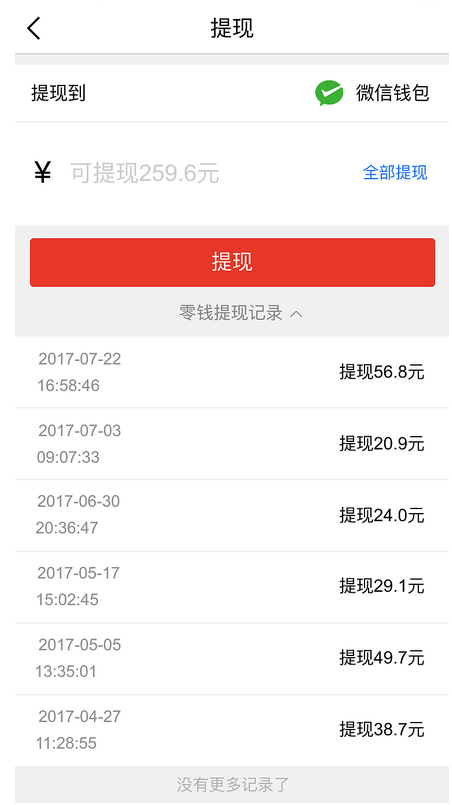 提现
提现到 微信钱包
¥ 可提现259.6元 全部提现
提现
零钱提现记录
2017-07-22
16:58:46
提现56.8元
2017-07-03
09:07:33
提现20.9元
2017-06-30
20:36:47
提现24.0元
2017-05-17
15:02:45
提现29.1元
2017-05-05
13:35:01
提现49.7元
2017-04-27
11:28:55
提现38.7元
没有更多记录了